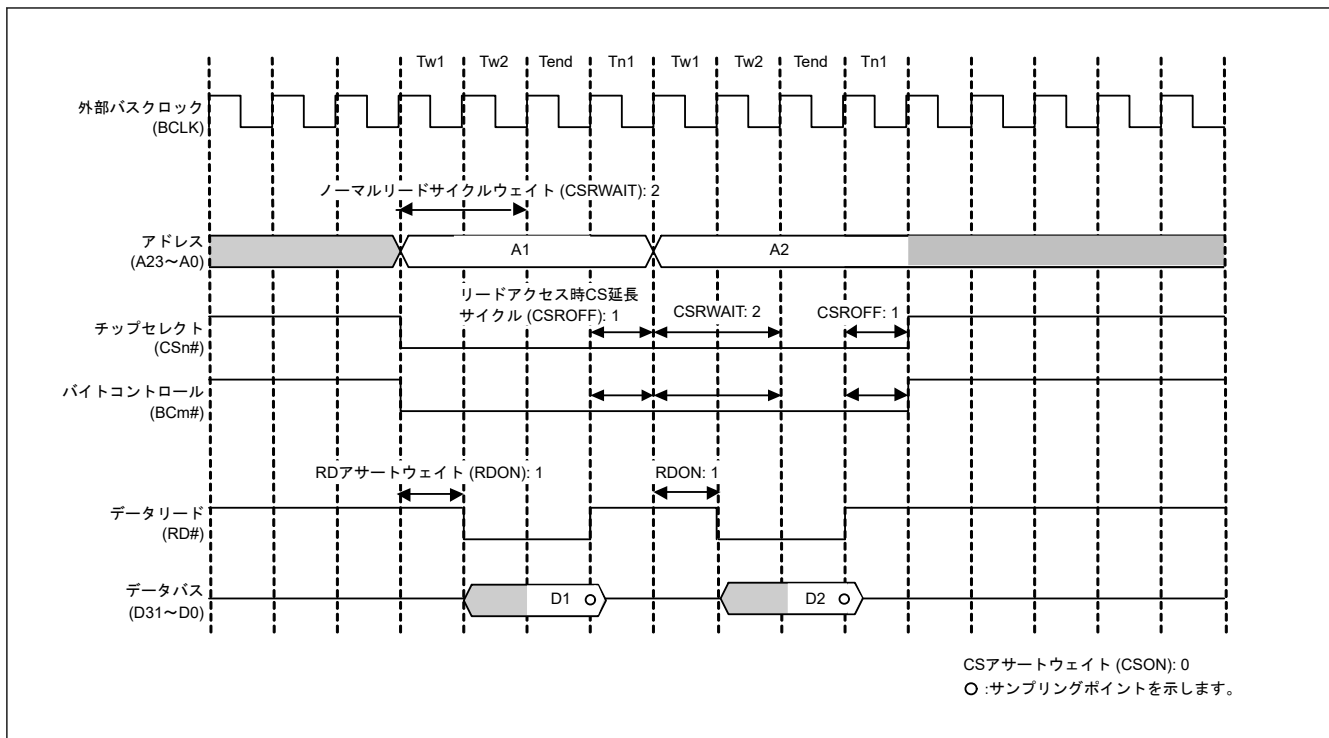 Tw1 Tw2 Tend Tn1 Tw1 Tw2 Tend Tn1
外部バスクロック
(BCLK)
ノーマルリードサイクルウェイト (CSRWAIT): 2
アドレス
(A23～A0)
A1 A2
リードアクセス時CS延長
サイクル (CSROFF): 1
CSRWAIT: 2 CSROFF: 1
チップセレクト
(CSn#)
バイトコントロール
(BCm#)
RDアサートウェイト (RDON): 1 RDON: 1
データリード
(RD#)
データバス
(D31～D0)
D1 D2
CSアサートウェイト (CSON): 0
:サンプリングポイントを示します。